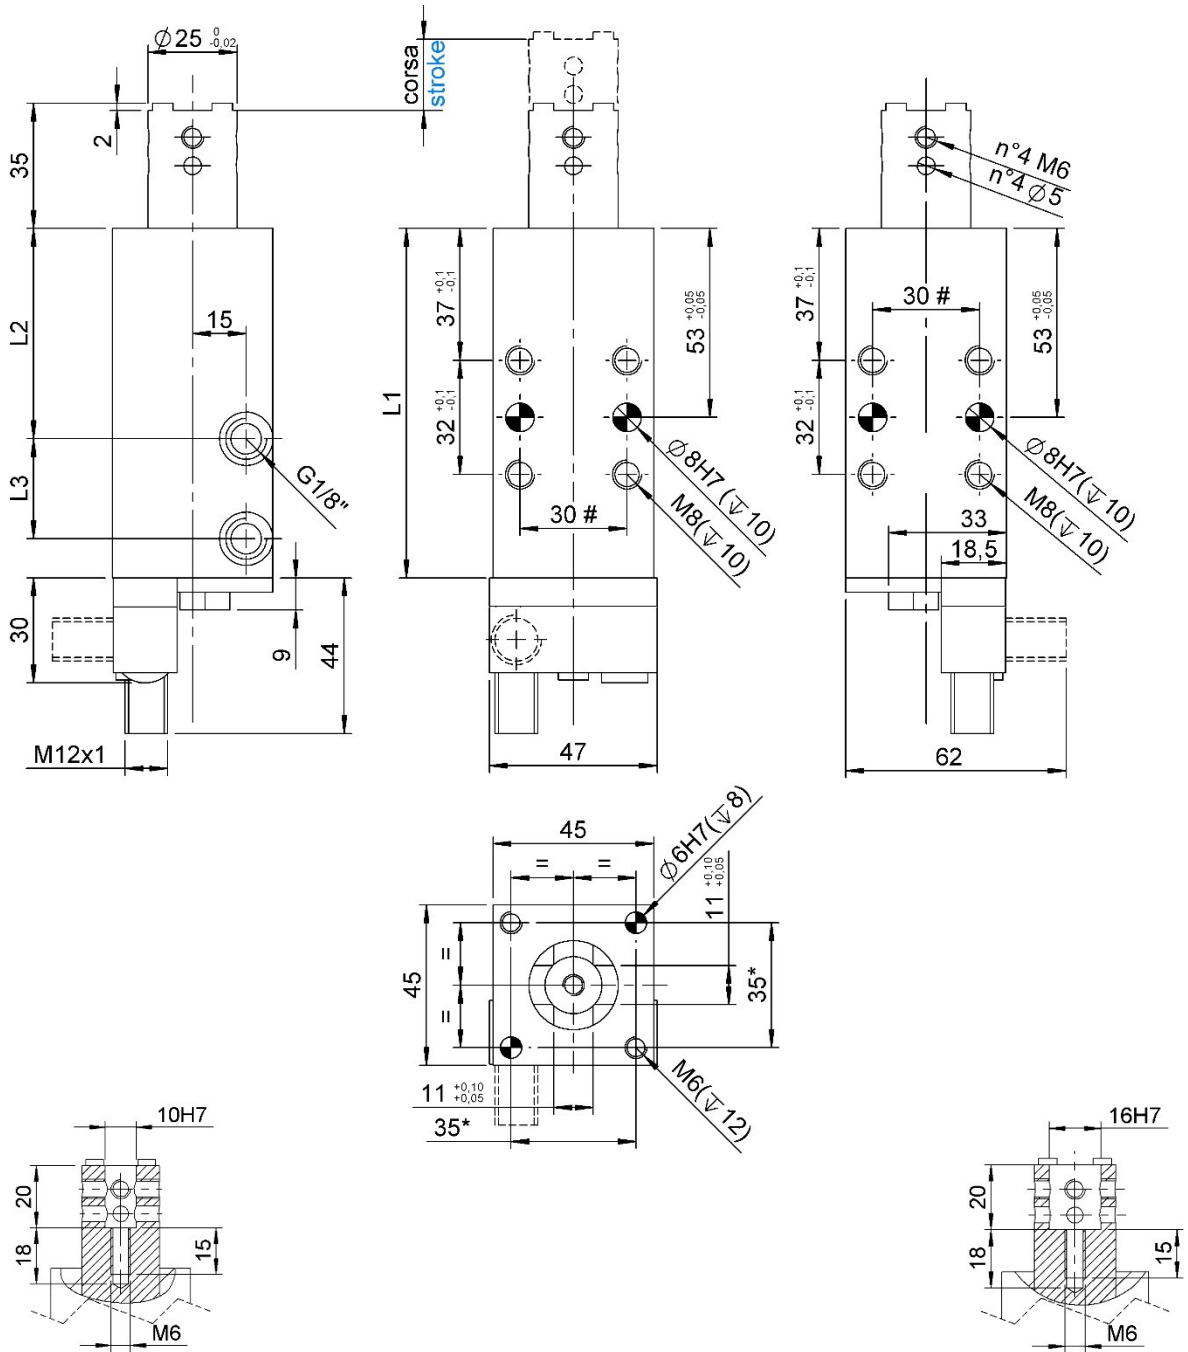 Ø25 0 -0,02
corsa
stroke
2
35
n°4 M6
n°4 Ø5
L2
15
L3
G1/8"
L1
37 +0,1 -0,1
32 +0,1 -0,1
53 +0,05 -0,05
30 #
Ø8H7(↧10)
M8(↧10)
37 +0,1 -0,1
30 #
32 +0,1 -0,1
53 +0,05 -0,05
Ø8H7(↧10)
M8(↧10)
33
18,5
30
9
44
M12x1
47
62
45
Ø6H7(↧8)
= =
11 +0,10 +0,05
45
=
=
35*
11 +0,10 +0,05
35*
M6(↧12)
10H7
20
18
15
M6
16H7
20
18
15
M6